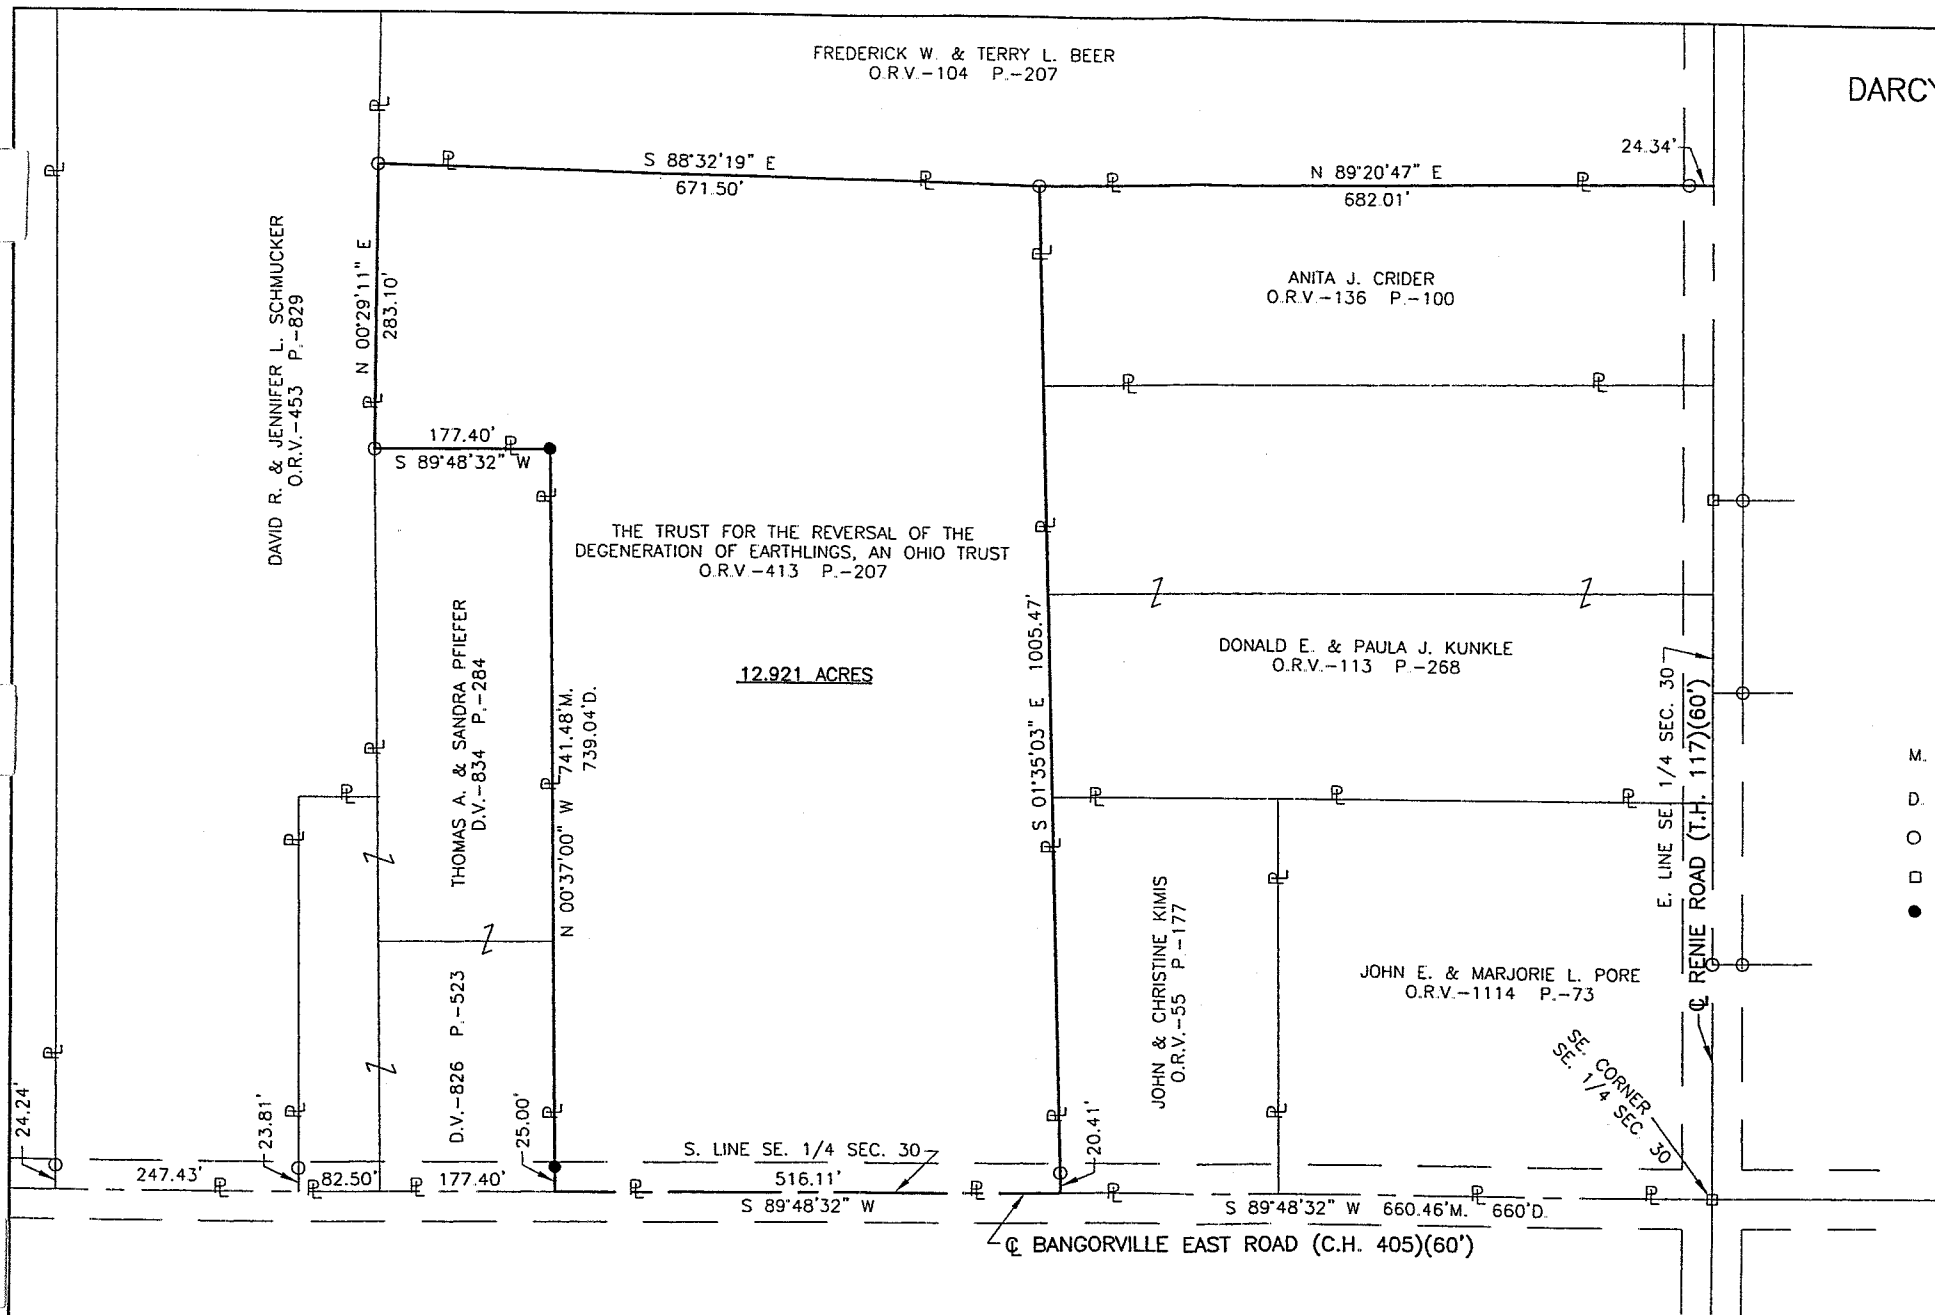 FREDERICK W. & TERRY L. BEER
O.R.V.-104 P.-207
DARCY
24.34'
S 88°32'19" E
671.50'
N 89°20'47" E
682.01'
DAVID R. & JENNIFER L. SCHMUCKER
O.R.V.-453 P.-829
N 00°29'11" E
283.10'
ANITA J. CRIDER
O.R.V.-136 P.-100
177.40'
S 89°48'32" W
THE TRUST FOR THE REVERSAL OF THE
DEGENERATION OF EARTHLINGS, AN OHIO TRUST
O.R.V.-413 P.-207
12.921 ACRES
THOMAS A. & SANDRA PFIEFER
D.V.-834 P.-284
741.48'M.
739.04'D.
N 00°37'00" W
S 01°35'03" E 1005.47'
DONALD E. & PAULA J. KUNKLE
O.R.V.-113 P.-268
E. LINE SE. 1/4 SEC. 30
℄ RENIE ROAD (T.H. 117)(60')
M.
D.
JOHN & CHRISTINE KIMIS
O.R.V.-55 P.-177
JOHN E. & MARJORIE L. PORE
O.R.V.-1114 P.-73
SE. CORNER
SE. 1/4 SEC. 30
D.V.-826 P.-523
24.24'
23.81'
25.00'
20.41'
S. LINE SE. 1/4 SEC. 30
247.43'
82.50'
177.40'
516.11'
S 89°48'32" W
S 89°48'32" W 660.46'M. 660'D.
℄ BANGORVILLE EAST ROAD (C.H. 405)(60')